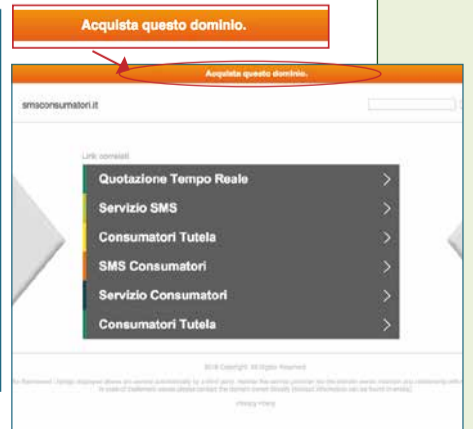 Acquista questo dominio.
Acquista questo dominio.
smsconsumatori.it
Link correlati
Quotazione Tempo Reale
Servizio SMS
Consumatori Tutela
SMS Consumatori
Servizio Consumatori
Consumatori Tutela
Copyright. All Rights Reserved
Privacy Policy